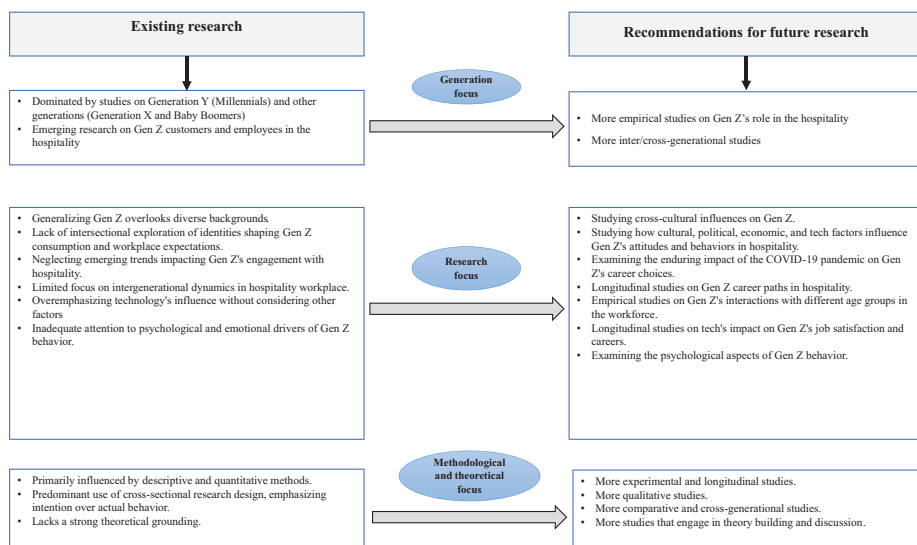 Existing research
Recommendations for future research
Generation
focus
• Dominated by studies on Generation Y (Millennials) and other
generations (Generation X and Baby Boomers)
• Emerging research on Gen Z customers and employees in the
hospitality
• More empirical studies on Gen Z's role in the hospitality
• More inter/cross-generational studies
• Generalizing Gen Z overlooks diverse backgrounds.
• Lack of intersectional exploration of identities shaping Gen Z
consumption and workplace expectations.
• Neglecting emerging trends impacting Gen Z's engagement with
hospitality.
• Limited focus on intergenerational dynamics in hospitality workplace.
• Overemphasizing technology's influence without considering other
factors
• Inadequate attention to psychological and emotional drivers of Gen Z
behavior.
Research
focus
• Studying cross-cultural influences on Gen Z.
• Studying how cultural, political, economic, and tech factors influence
Gen Z's attitudes and behaviors in hospitality.
• Examining the enduring impact of the COVID-19 pandemic on Gen
Z's career choices.
• Longitudinal studies on Gen Z career paths in hospitality.
• Empirical studies on Gen Z's interactions with different age groups in
the workforce.
• Longitudinal studies on tech's impact on Gen Z's job satisfaction and
careers.
• Examining the psychological aspects of Gen Z behavior.
Methodological
and theoretical
focus
• Primarily influenced by descriptive and quantitative methods.
• Predominant use of cross-sectional research design, emphasizing
intention over actual behavior.
• Lacks a strong theoretical grounding.
• More experimental and longitudinal studies.
• More qualitative studies.
• More comparative and cross-generational studies.
• More studies that engage in theory building and discussion.